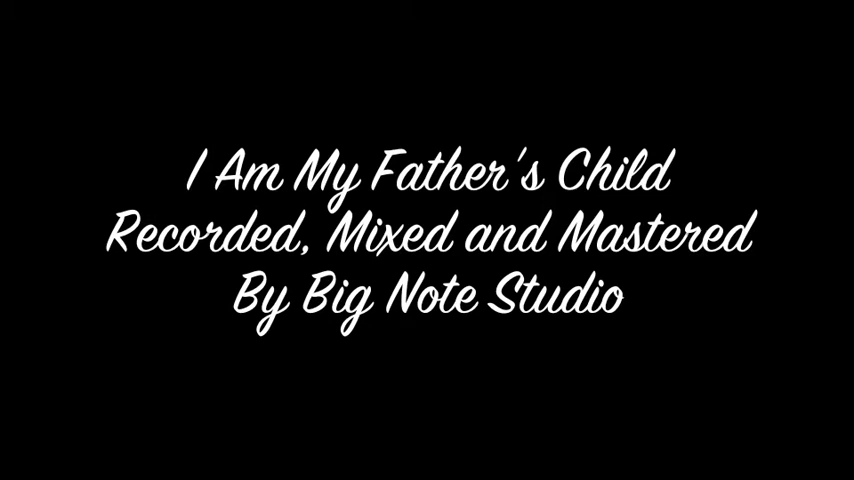 I Am My Father's Child
Recorded, Mixed and Mastered
By Big Note Studio